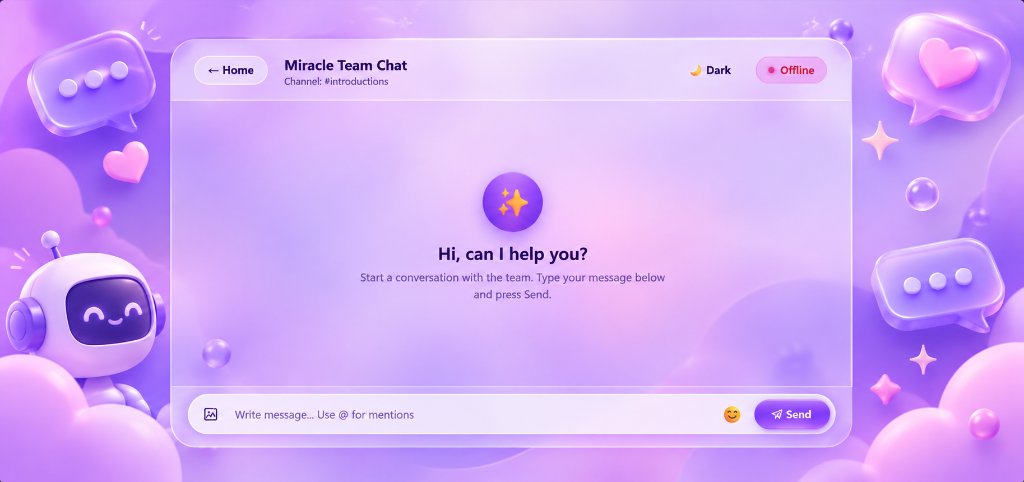 ← Home
Miracle Team Chat
Channel: #introductions
🌙 Dark
Offline
Hi, can I help you?
Start a conversation with the team. Type your message below
and press Send.
Write message... Use @ for mentions
Send